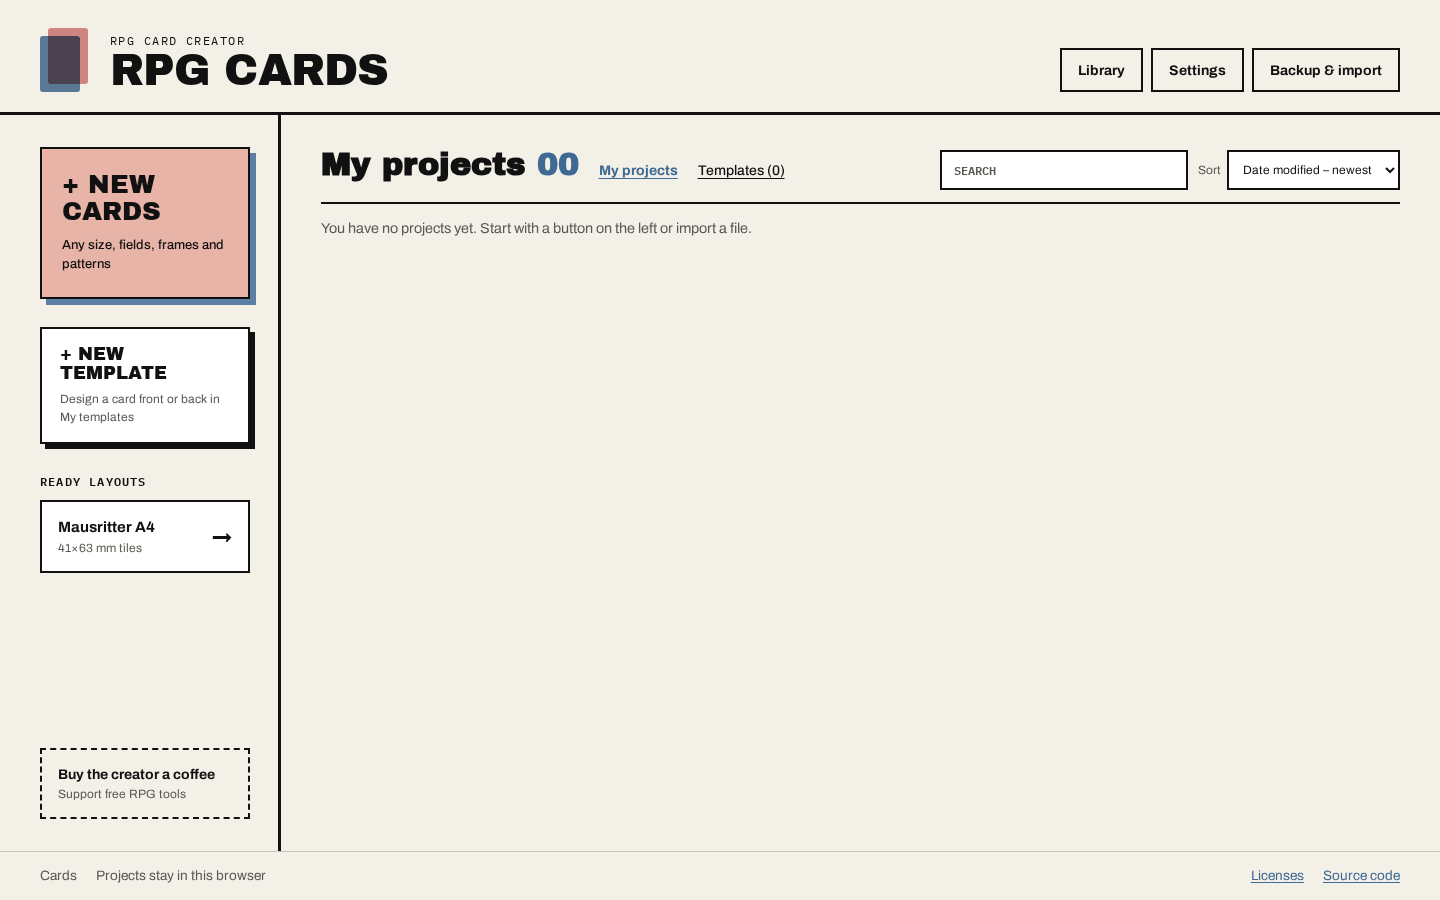 RPG CARD CREATOR
RPG CARDS
Library
Settings
Backup & import
+ NEW
CARDS
Any size, fields, frames and
patterns
+ NEW
TEMPLATE
Design a card front or back in
My templates
READY LAYOUTS
Mausritter A4
41×63 mm tiles
→
Buy the creator a coffee
Support free RPG tools
My projects 00
My projects
Templates (0)
SEARCH
Sort
Date modified – newest
You have no projects yet. Start with a button on the left or import a file.
Cards
Projects stay in this browser
Licenses
Source code